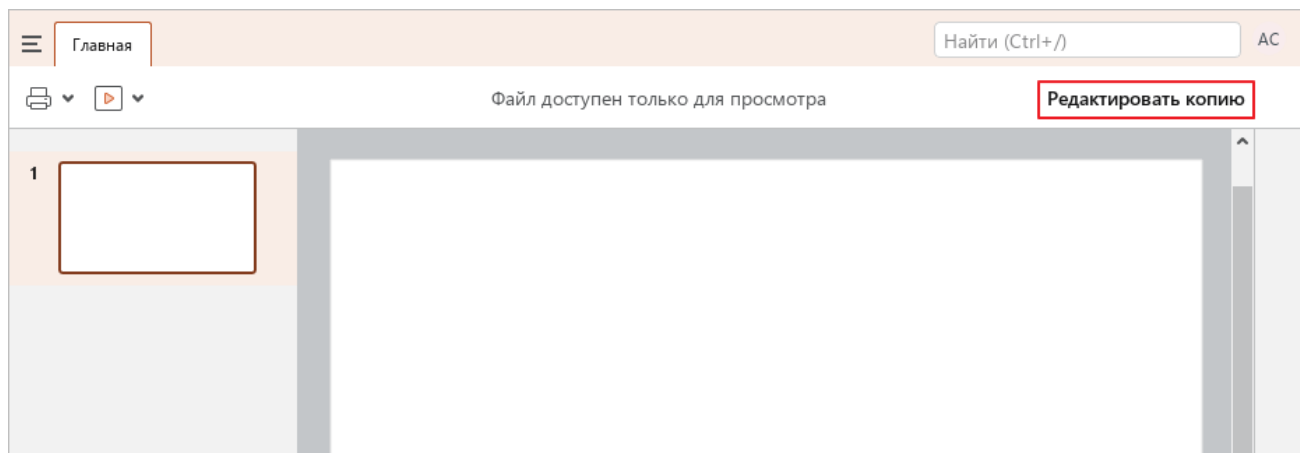 Главная
Найти (Ctrl+/)
АС
Файл доступен только для просмотра
Редактировать копию
1